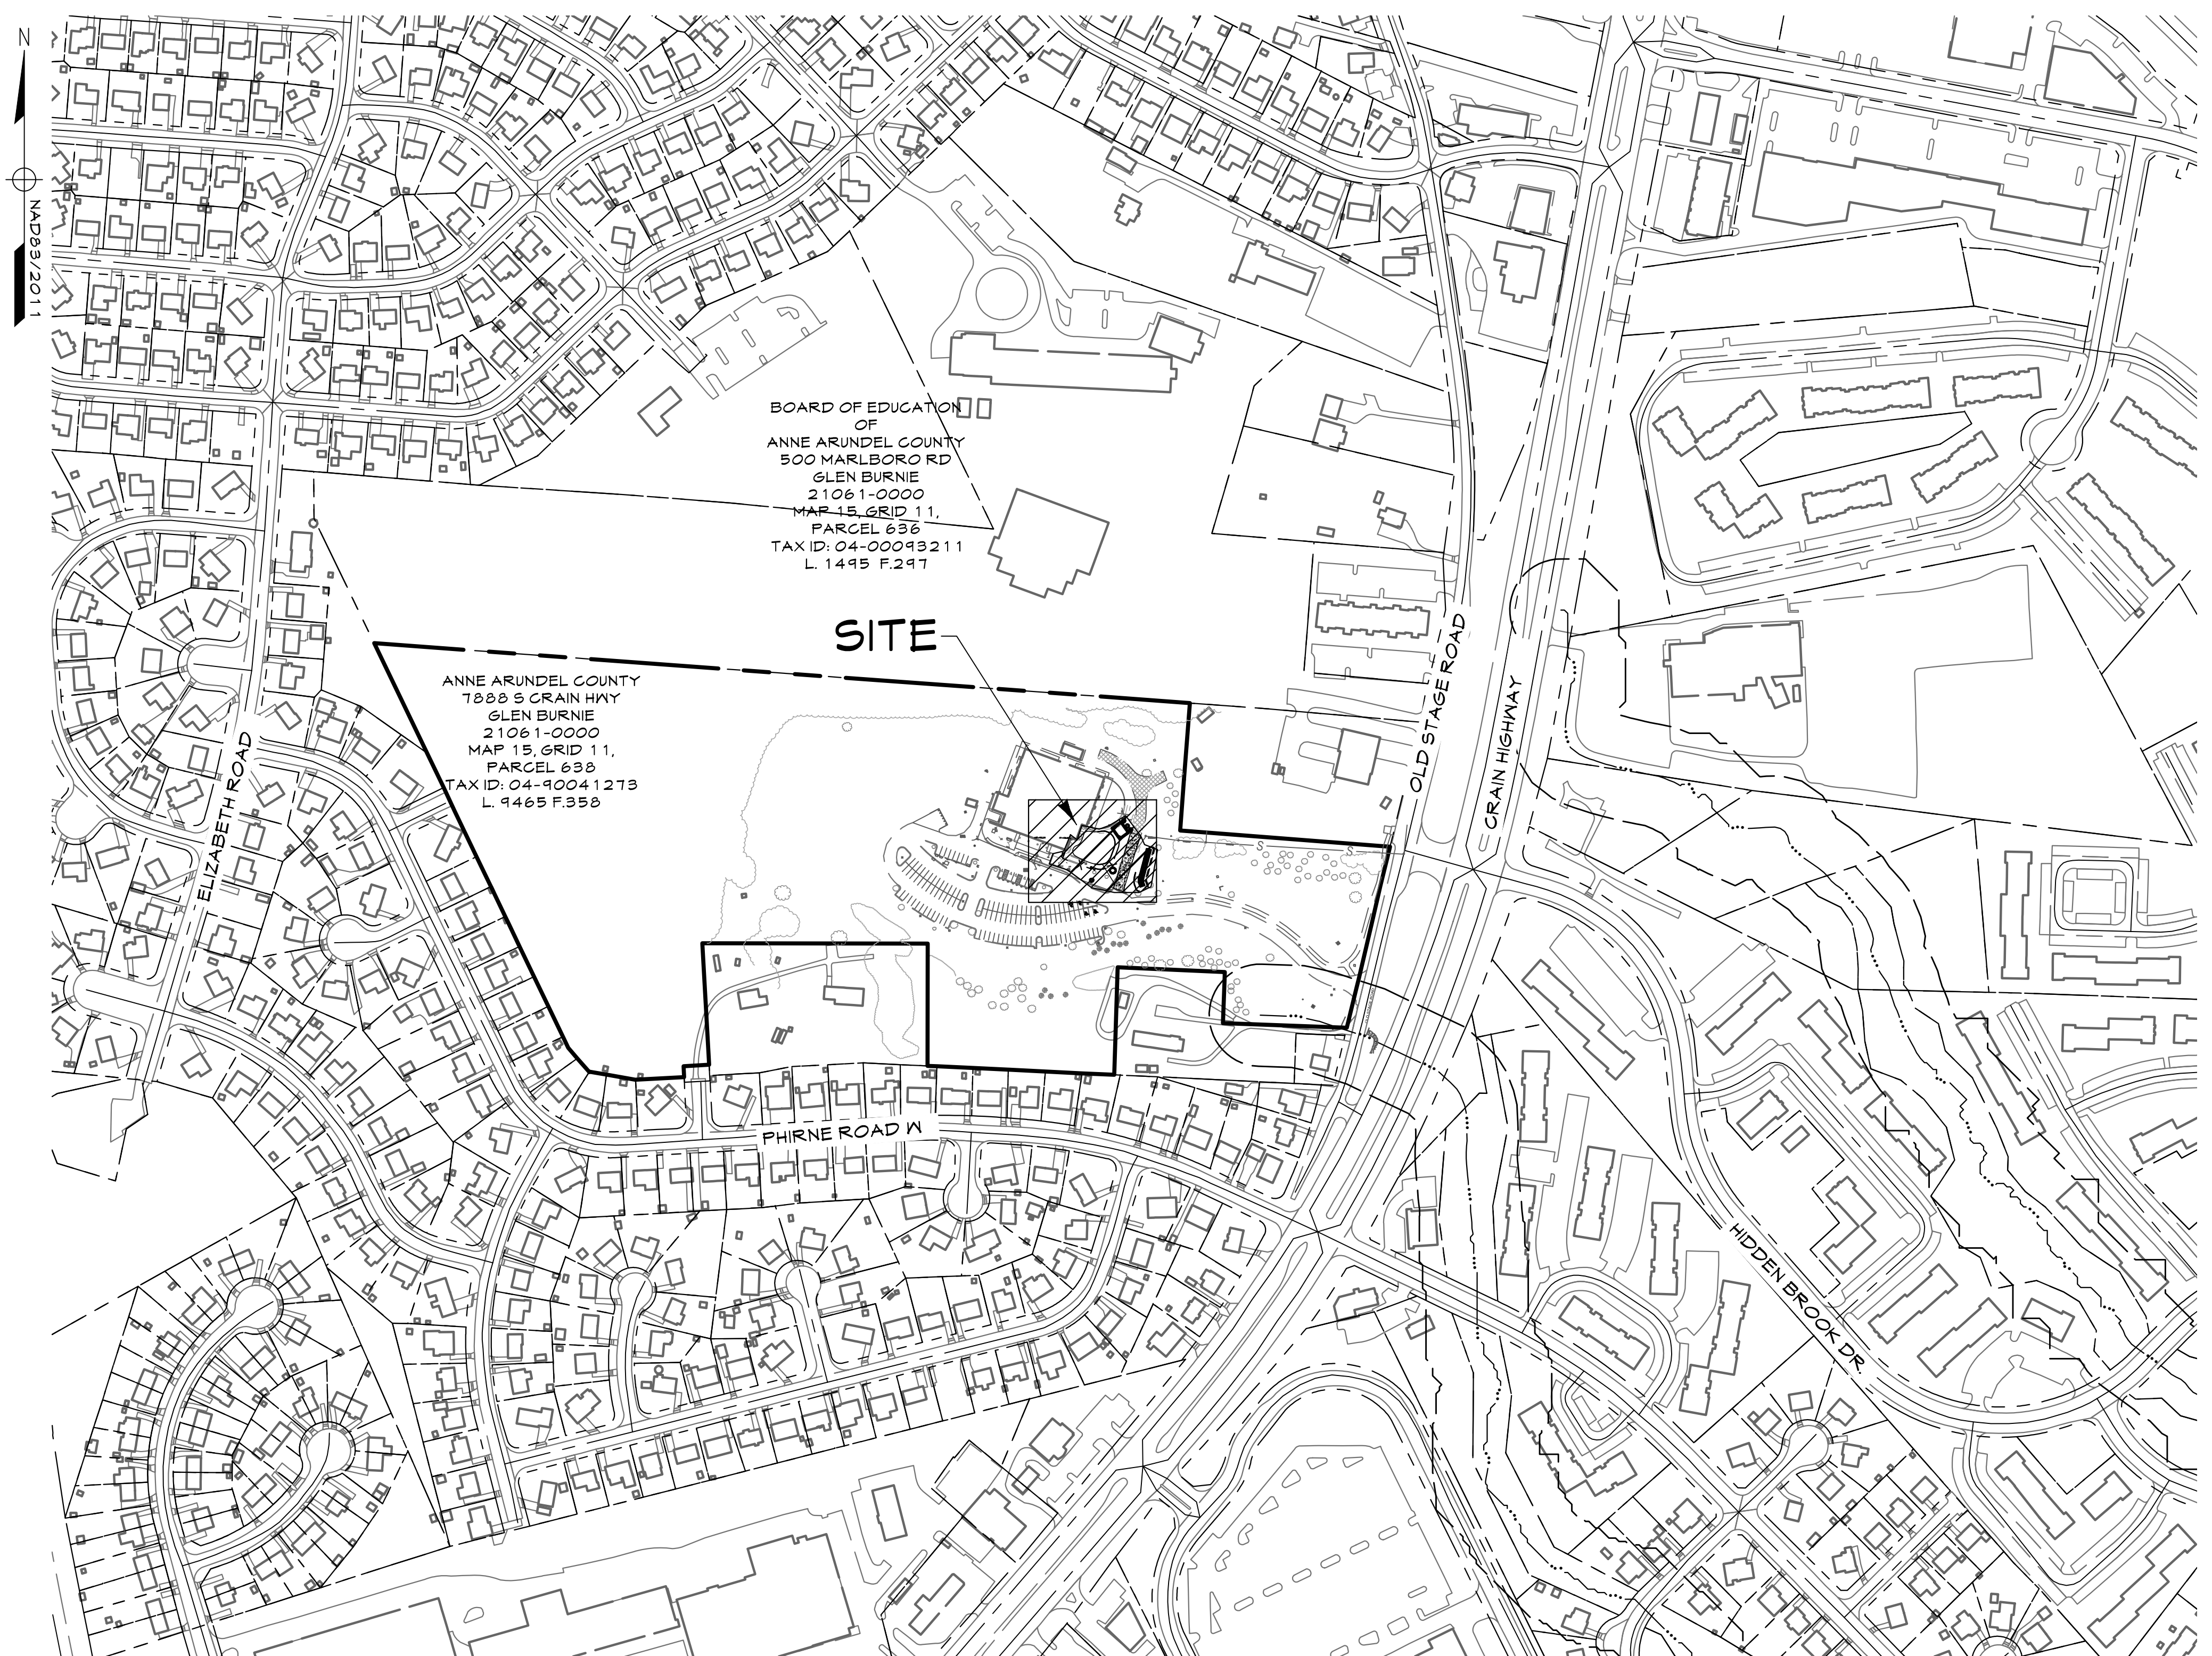 N
NAD83/2011
BOARD OF EDUCATION
OF
ANNE ARUNDEL COUNTY
500 MARLBORO RD
GLEN BURNIE
21061-0000
MAP 15, GRID 11,
PARCEL 636
TAX ID: 04-00093211
L. 1495 F.297
SITE
ANNE ARUNDEL COUNTY
7888 S CRAIN HWY
GLEN BURNIE
21061-0000
MAP 15, GRID 11,
PARCEL 638
TAX ID: 04-90041273
L. 9465 F.358
OLD STAGE ROAD
CRAIN HIGHWAY
ELIZABETH ROAD
S
S
PHIRNE ROAD W
HIDDEN BROOK DR